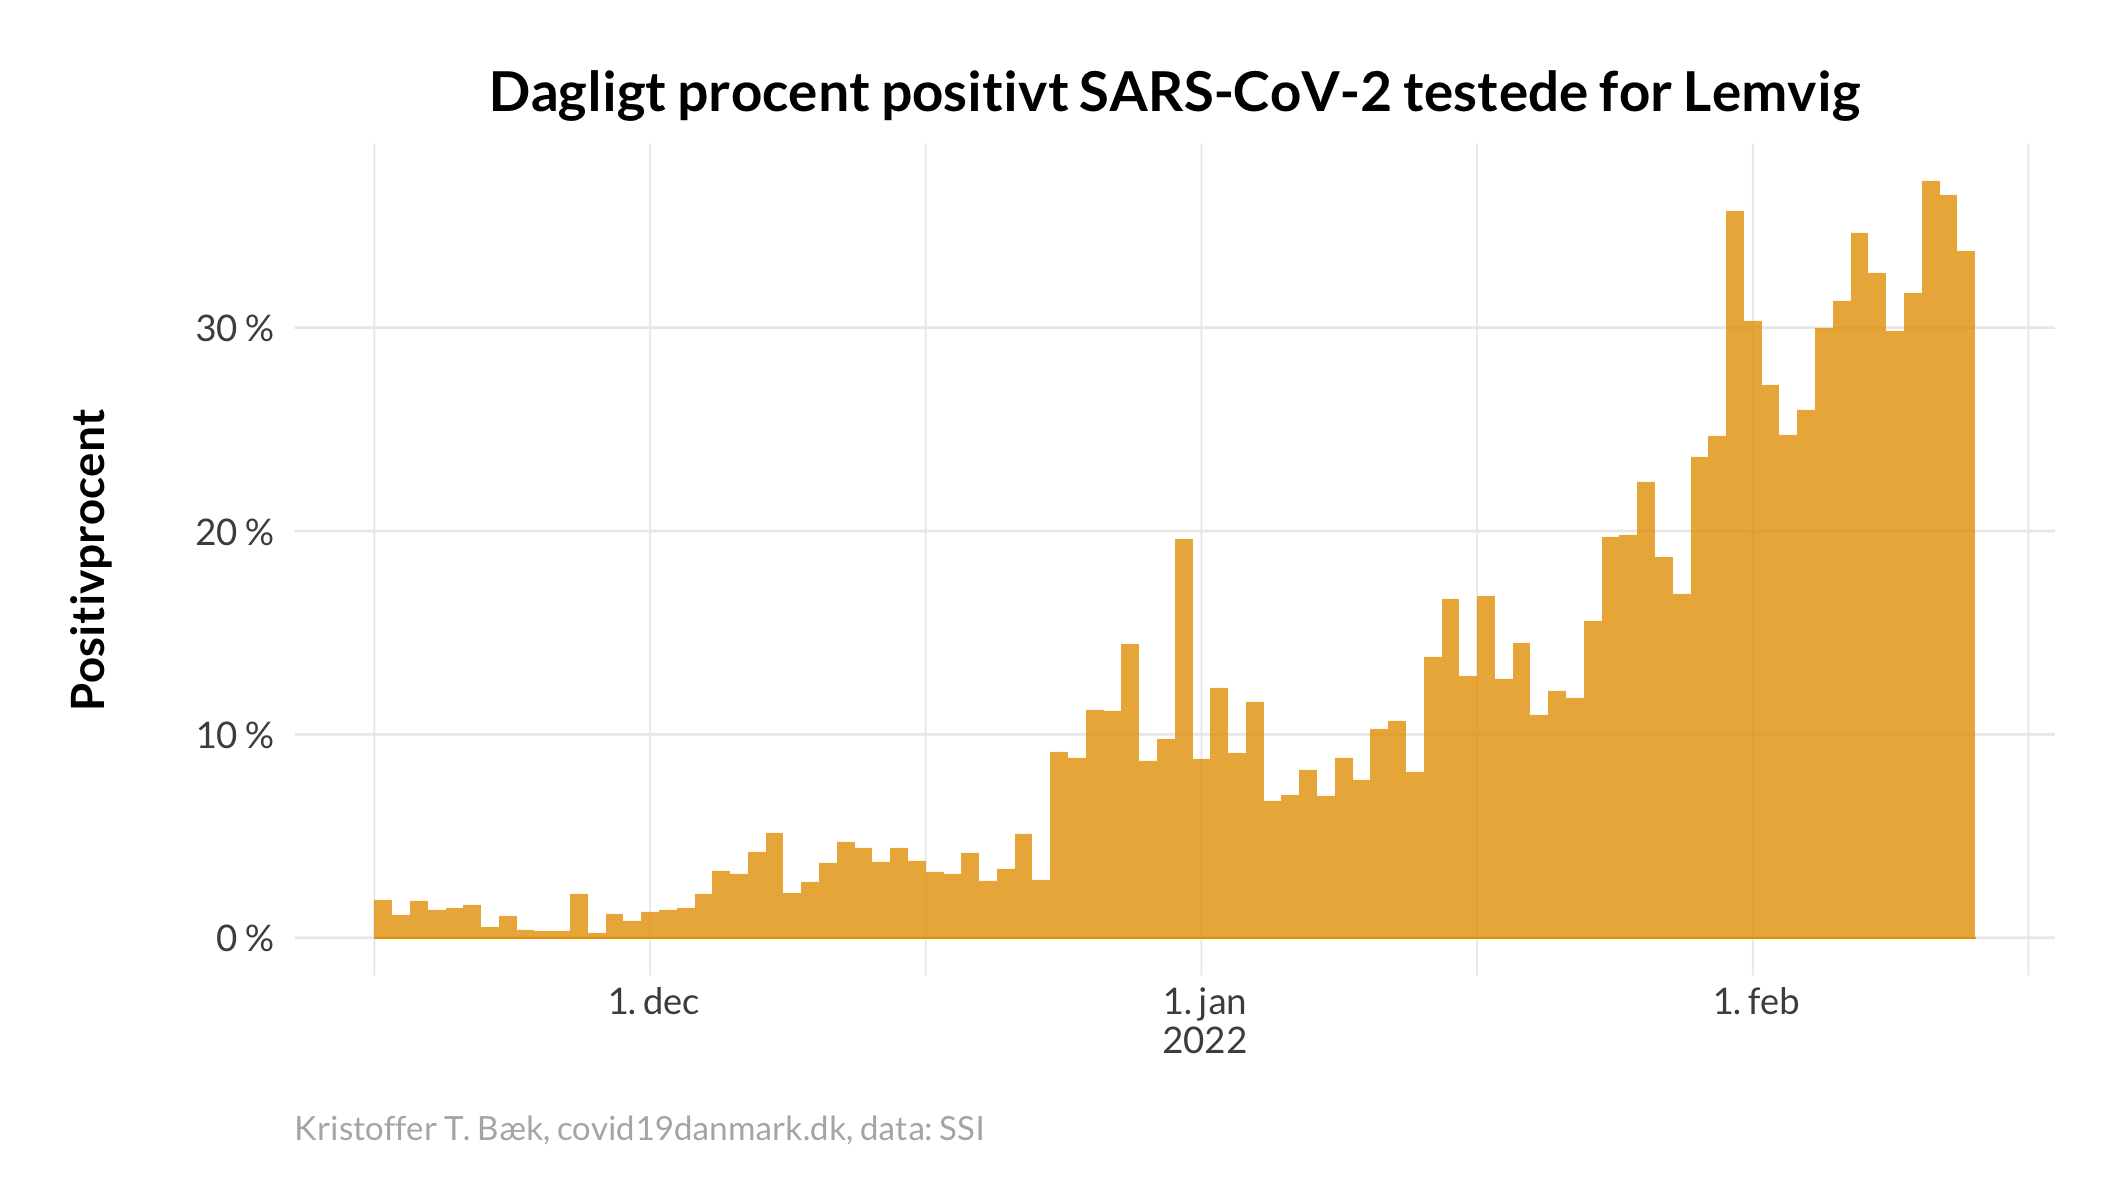 Dagligt procent positivt SARS-CoV-2 testede for Lemvig
Positivprocent
30 %
20 %
10 %
0 %
1. dec
1. jan
2022
1. feb
Kristoffer T. Bæk, covid19danmark.dk, data: SSI